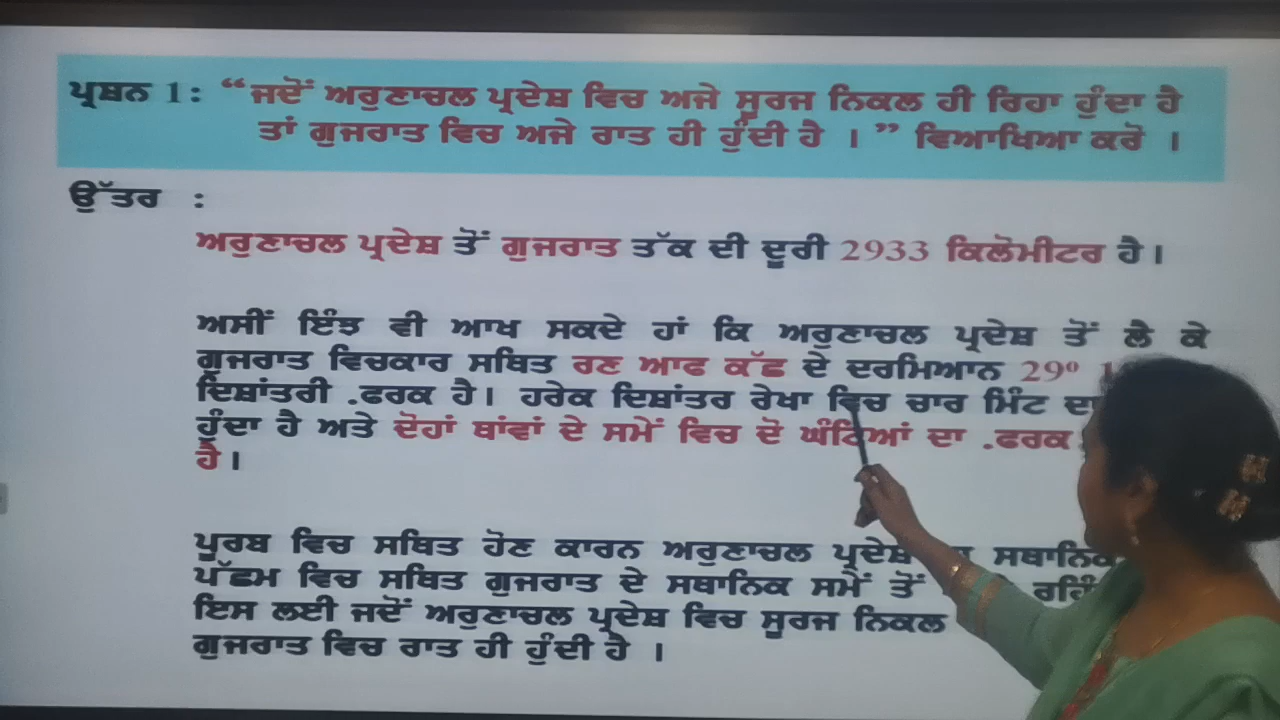 ਪ੍ਰਸ਼ਨ 1: “ਜਦੋਂ ਅਰੁਣਾਚਲ ਪ੍ਰਦੇਸ਼ ਵਿਚ ਅਜੇ ਸੂਰਜ ਨਿਕਲ ਹੀ ਰਿਹਾ ਹੁੰਦਾ ਹੈ
ਤਾਂ ਗੁਜਰਾਤ ਵਿਚ ਅਜੇ ਰਾਤ ਹੀ ਹੁੰਦੀ ਹੈ ।” ਵਿਆਖਿਆ ਕਰੋ ।
ਉੱਤਰ :
ਅਰੁਣਾਚਲ ਪ੍ਰਦੇਸ਼ ਤੋਂ ਗੁਜਰਾਤ ਤੱਕ ਦੀ ਦੂਰੀ 2933 ਕਿਲੋਮੀਟਰ ਹੈ।
ਅਸੀਂ ਇੰਝ ਵੀ ਆਖ ਸਕਦੇ ਹਾਂ ਕਿ ਅਰੁਣਾਚਲ ਪ੍ਰਦੇਸ਼ ਤੋਂ ਲੈ ਕੇ
ਗੁਜਰਾਤ ਵਿਚਕਾਰ ਸਥਿਤ ਰਣ ਆਫ ਕੱਛ ਦੇ ਦਰਮਿਆਨ 29º
ਦਿਸ਼ਾਂਤਰੀ .ਫਰਕ ਹੈ। ਹਰੇਕ ਦਿਸ਼ਾਂਤਰ ਰੇਖਾ ਵਿਚ ਚਾਰ ਮਿੰਟ ਦਾ
ਹੁੰਦਾ ਹੈ ਅਤੇ ਦੋਹਾਂ ਥਾਂਵਾਂ ਦੇ ਸਮੇਂ ਵਿਚ ਦੋ ਘੰਟਿਆਂ ਦਾ .ਫਰਕ
ਹੈ।
ਪੂਰਬ ਵਿਚ ਸਥਿਤ ਹੋਣ ਕਾਰਨ ਅਰੁਣਾਚਲ ਪ੍ਰਦੇਸ਼
ਪੱਛਮ ਵਿਚ ਸਥਿਤ ਗੁਜਰਾਤ ਦੇ ਸਥਾਨਿਕ ਸਮੇਂ ਤੋਂ
ਇਸ ਲਈ ਜਦੋਂ ਅਰੁਣਾਚਲ ਪ੍ਰਦੇਸ਼ ਵਿਚ ਸੂਰਜ ਨਿਕਲ
ਗੁਜਰਾਤ ਵਿਚ ਰਾਤ ਹੀ ਹੁੰਦੀ ਹੈ ।